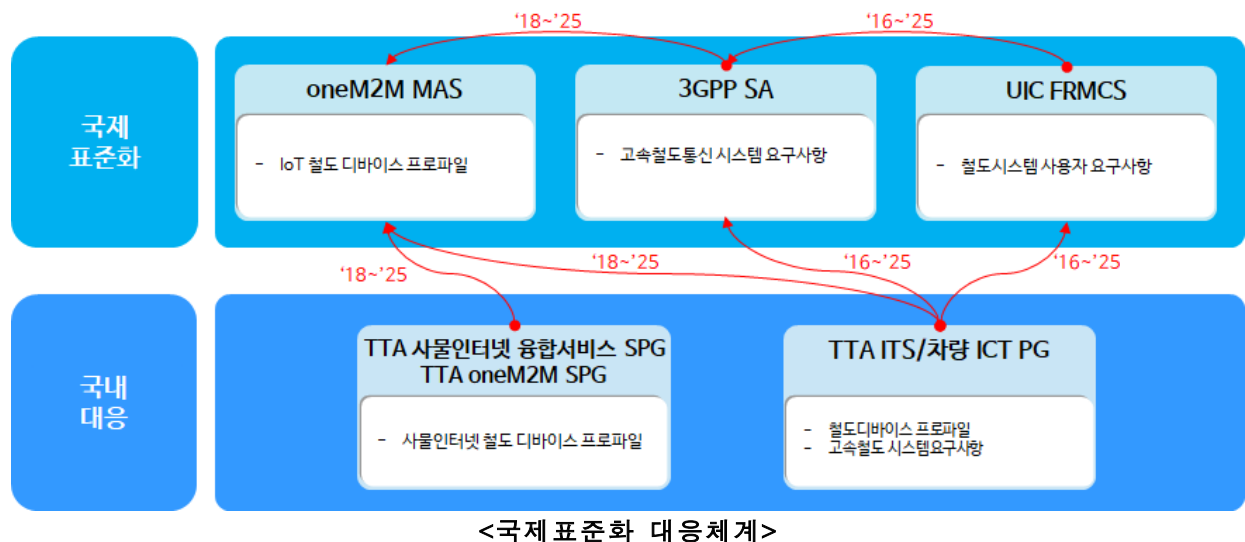 ‘18~’25
‘16~’25
국제
표준화
oneM2M MAS
- IoT 철도 디바이스 프로파일
3GPP SA
- 고속철도통신 시스템 요구사항
UIC FRMCS
- 철도시스템 사용자 요구사항
‘18~’25
‘18~’25
‘16~’25
‘16~’25
국내
대응
TTA 사물인터넷 융합서비스 SPG
TTA oneM2M SPG
- 사물인터넷 철도 디바이스 프로파일
TTA ITS/차량 ICT PG
- 철도디바이스 프로파일
- 고속철도 시스템요구사항
<국제표준화 대응체계>